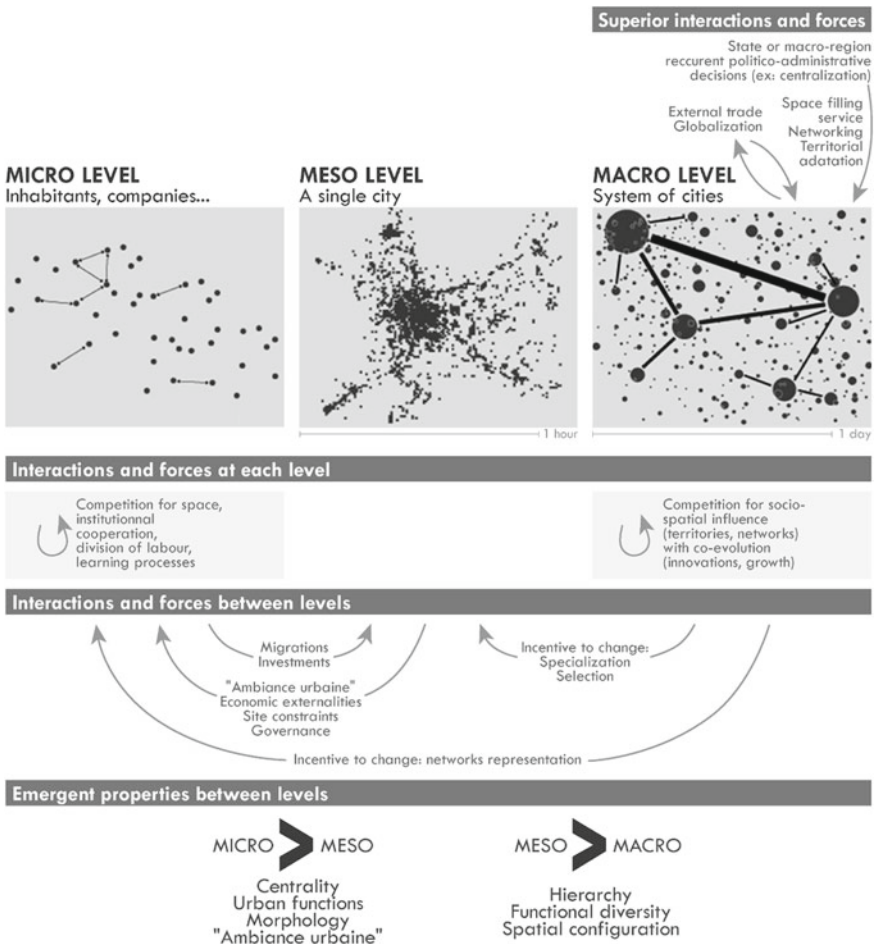 Superior interactions and forces
State or macro-region
reccurent politico-administrative
decisions (ex: centralization)
External trade
Globalization
Space filling
service
Networking
Territorial
adatation
MICRO LEVEL
Inhabitants, companies...
MESO LEVEL
A single city
MACRO LEVEL
System of cities
1 hour
1 day
Interactions and forces at each level
Competition for space,
institutionnal
cooperation,
division of labour,
learning processes
Competition for socio-
spatial influence
(territories, networks)
with co-evolution
(innovations, growth)
Interactions and forces between levels
Migrations
Investments
"Ambiance urbaine"
Economic externalities
Site constraints
Governance
Incentive to change:
Specialization
Selection
Incentive to change: networks representation
Emergent properties between levels
MICRO > MESO
Centrality
Urban functions
Morphology
"Ambiance urbaine"
MESO > MACRO
Hierarchy
Functional diversity
Spatial configuration